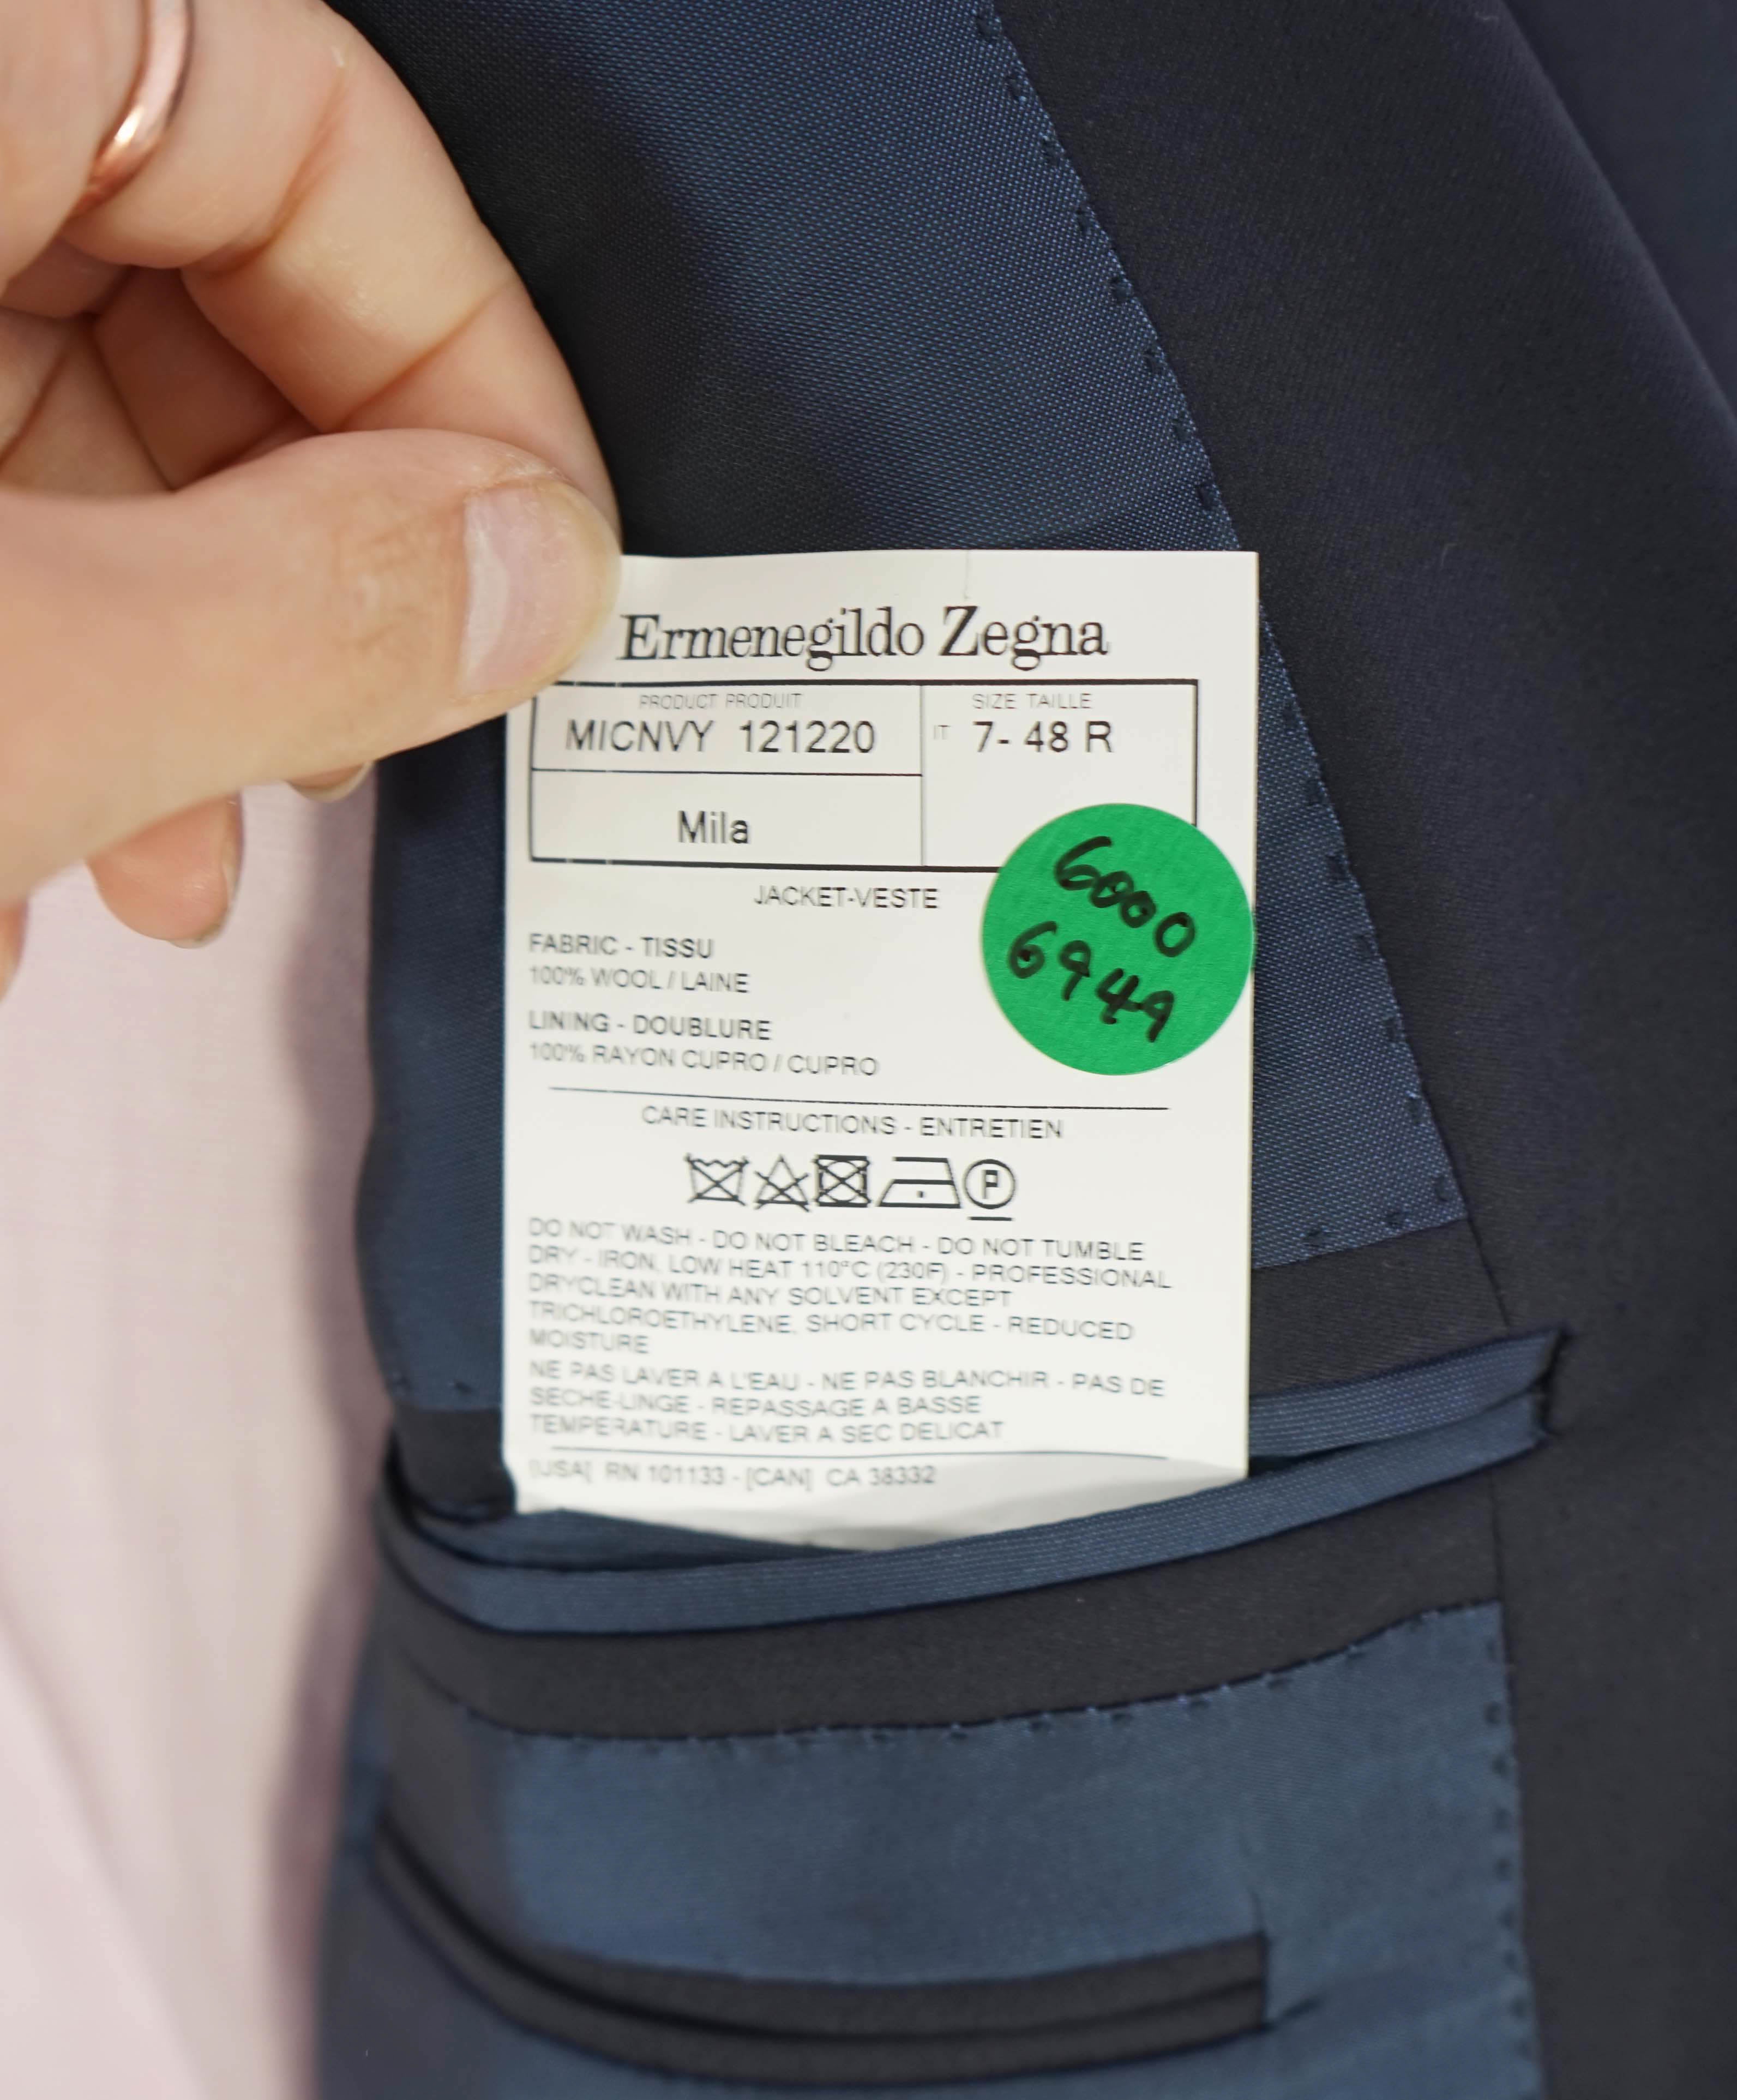 Ermenegildo Zegna
PRODUCT PRODUIT
MICNVY 121220
SIZE TAILLE
IT 7- 48 R
Mila
JACKET-VESTE
6000
6949
FABRIC - TISSU
100% WOOL / LAINE
LINING - DOUBLURE
100% RAYON CUPRO / CUPRO
CARE INSTRUCTIONS - ENTRETIEN
P
DO NOT WASH - DO NOT BLEACH - DO NOT TUMBLE
DRY - IRON, LOW HEAT 110°C (230F) - PROFESSIONAL
DRYCLEAN WITH ANY SOLVENT EXCEPT
TRICHLOROETHYLENE, SHORT CYCLE - REDUCED
MOISTURE
NE PAS LAVER A L'EAU - NE PAS BLANCHIR - PAS DE
SECHE-LINGE - REPASSAGE A BASSE
TEMPERATURE - LAVER A SEC DELICAT
[USA] RN 101133 - [CAN] CA 38332